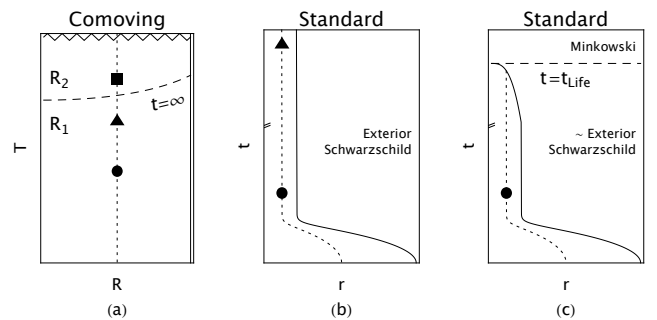 Comoving
Standard
Standard
R2
R1
t=∞
T
R
(a)
t
Exterior
Schwarzschild
r
(b)
Minkowski
t=tLife
t
~ Exterior
Schwarzschild
r
(c)